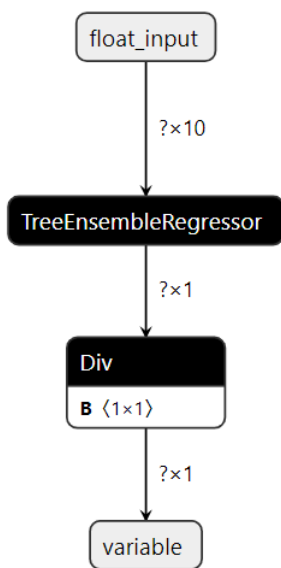 float_input
?×10
TreeEnsembleRegressor
?×1
Div
B 〈1×1〉
?×1
variable